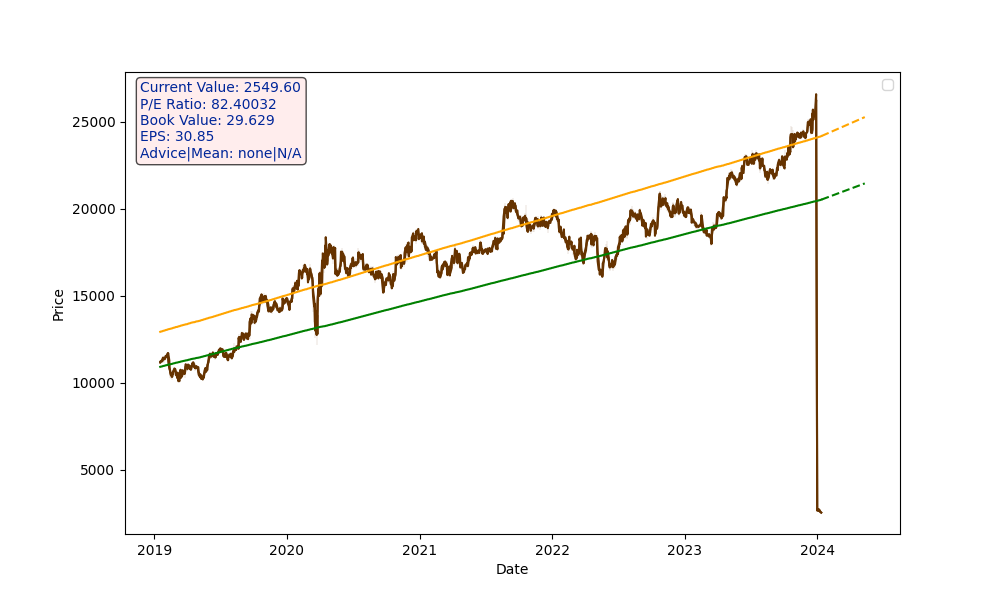 Current Value: 2549.60
P/E Ratio: 82.40032
Book Value: 29.629
EPS: 30.85
Advice|Mean: none|N/A
25000
20000
15000
10000
5000
Price
2019 2020 2021 2022 2023 2024
Date